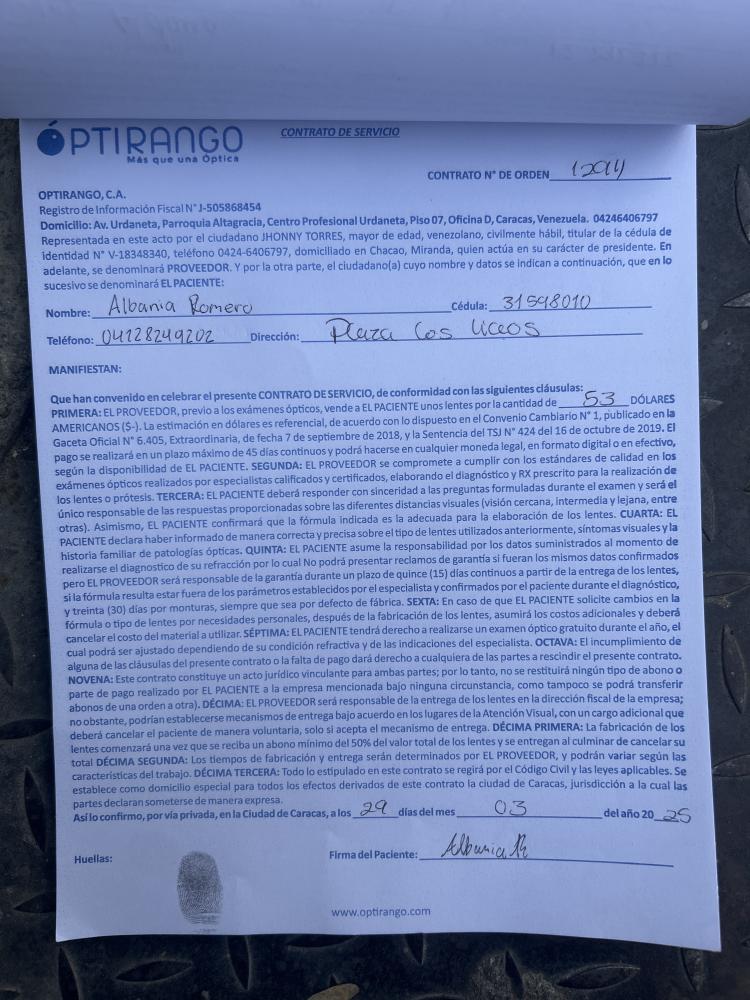 ÓPTIRANGO
Más que una Óptica
CONTRATO DE SERVICIO
CONTRATO N° DE ORDEN 12914
OPTIRANGO, C.A.
Registro de Información Fiscal N° J-505868454
Domicilio: Av. Urdaneta, Parroquia Altagracia, Centro Profesional Urdaneta, Piso 07, Oficina D, Caracas, Venezuela. 04246406797
Representada en este acto por el ciudadano JHONNY TORRES, mayor de edad, venezolano, civilmente hábil, titular de la cédula de
identidad N° V-18348340, teléfono 0424-6406797, domiciliado en Chacao, Miranda, quien actúa en su carácter de presidente. En
adelante, se denominará PROVEEDOR. Y por la otra parte, el ciudadano(a) cuyo nombre y datos se indican a continuación, que en lo
sucesivo se denominará EL PACIENTE:
Nombre: Albania Romero Cédula: 31598010
Teléfono: 04128249202 Dirección: Plaza Los
MANIFIESTAN:
Que han convenido en celebrar el presente CONTRATO DE SERVICIO, de conformidad con las siguientes cláusulas:
PRIMERA: EL PROVEEDOR, previo a los exámenes ópticos, vende a EL PACIENTE unos lentes por la cantidad de 53 DÓLARES
AMERICANOS ($-). La estimación en dólares es referencial, de acuerdo con lo dispuesto en el Convenio Cambiario N° 1, publicado en la
Gaceta Oficial N° 6.405, Extraordinaria, de fecha 7 de septiembre de 2018, y la Sentencia del TSJ N° 424 del 16 de octubre de 2019. El
pago se realizará en un plazo máximo de 45 días continuos y podrá hacerse en cualquier moneda legal, en formato digital o en efectivo,
según la disponibilidad de EL PACIENTE. SEGUNDA: EL PROVEEDOR se compromete a cumplir con los estándares de calidad en los
exámenes ópticos realizados por especialistas calificados y certificados, elaborando el diagnóstico y RX prescrito para la realización de
los lentes o prótesis. TERCERA: EL PACIENTE deberá responder con sinceridad a las preguntas formuladas durante el examen y será el
único responsable de las respuestas proporcionadas sobre las diferentes distancias visuales (visión cercana, intermedia y lejana, entre
otras). Asimismo, EL PACIENTE confirmará que la fórmula indicada es la adecuada para la elaboración de los lentes. CUARTA: EL
PACIENTE declara haber informado de manera correcta y precisa sobre el tipo de lentes utilizados anteriormente, síntomas visuales y la
historia familiar de patologías ópticas. QUINTA: EL PACIENTE asume la responsabilidad por los datos suministrados al momento de
realizarse el diagnóstico de su refracción por lo cual No podrá presentar reclamos de garantía si fueran los mismos datos confirmados
pero EL PROVEEDOR será responsable de la garantía durante un plazo de quince (15) días continuos a partir de la entrega de los lentes,
si la fórmula resulta estar fuera de los parámetros establecidos por el especialista y confirmados por el paciente durante el diagnóstico,
y treinta (30) días por monturas, siempre que sea por defecto de fábrica. SEXTA: En caso de que EL PACIENTE solicite cambios en la
fórmula o tipo de lentes por necesidades personales, después de la fabricación de los lentes, asumirá los costos adicionales y deberá
cancelar el costo del material a utilizar. SÉPTIMA: EL PACIENTE tendrá derecho a realizarse un examen óptico gratuito durante el año, el
cual podrá ser ajustado dependiendo de su condición refractiva y de las indicaciones del especialista. OCTAVA: El incumplimiento de
alguna de las cláusulas del presente contrato o la falta de pago dará derecho a cualquiera de las partes a rescindir el presente contrato.
NOVENA: Este contrato constituye un acto jurídico vinculante para ambas partes; por lo tanto, no se restituirá ningún tipo de abono o
parte de pago realizado por EL PACIENTE a la empresa mencionada bajo ninguna circunstancia, como tampoco se podrá transferir
abonos de una orden a otra). DÉCIMA: EL PROVEEDOR será responsable de la entrega de los lentes en la dirección fiscal de la empresa;
no obstante, podrían establecerse mecanismos de entrega bajo acuerdo en los lugares de la Atención Visual, con un cargo adicional que
deberá cancelar el paciente de manera voluntaria, solo si acepta el mecanismo de entrega. DÉCIMA PRIMERA: La fabricación de los
lentes comenzará una vez que se reciba un abono mínimo del 50% del valor total de los lentes y se entregan al culminar de cancelar su
total DÉCIMA SEGUNDA: Los tiempos de fabricación y entrega serán determinados por EL PROVEEDOR, y podrán variar según las
características del trabajo. DÉCIMA TERCERA: Todo lo estipulado en este contrato se regirá por el Código Civil y las leyes aplicables. Se
establece como domicilio especial para todos los efectos derivados de este contrato la ciudad de Caracas, jurisdicción a la cual las
partes declaran someterse de manera expresa.
Así lo confirmo, por vía privada, en la Ciudad de Caracas, a los 29 días del mes 03 del año 20 25
Huellas:
Firma del Paciente: Albania R
www.optirango.com